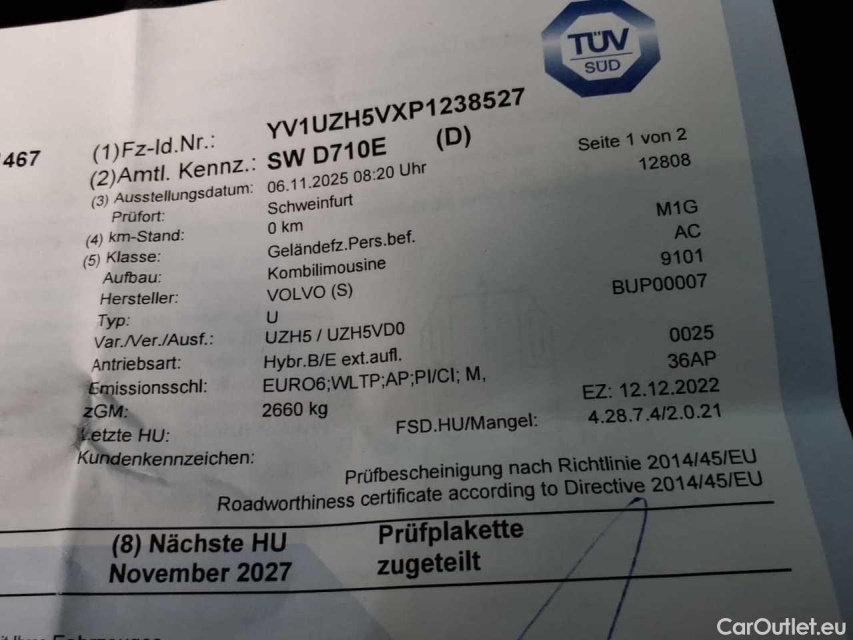 TÜV
SÜD
1467
(1)Fz-Id.Nr.: YV1UZH5VXP1238527
(2)Amtl. Kennz.: SW D710E (D)
Seite 1 von 2
(3) Ausstellungsdatum: 06.11.2025 08:20 Uhr 12808
Prüfort: Schweinfurt
(4) km-Stand: 0 km
(5) Klasse: Geländefz.Pers.bef. M1G
Aufbau: Kombilimousine AC
Hersteller: VOLVO (S) 9101
Typ: U BUP00007
Var./Ver./Ausf.: UZH5 / UZH5VD0
Antriebsart: Hybr.B/E ext.aufl. 0025
Emissionsschl: EURO6;WLTP;AP;PI/CI; M, 36AP
zGM: 2660 kg EZ: 12.12.2022
Letzte HU: FSD.HU/Mangel: 4.28.7.4/2.0.21
Kundenkennzeichen:
Prüfbescheinigung nach Richtlinie 2014/45/EU
Roadworthiness certificate according to Directive 2014/45/EU
(8) Nächste HU Prüfplakette
November 2027 zugeteilt
CarOutlet.eu